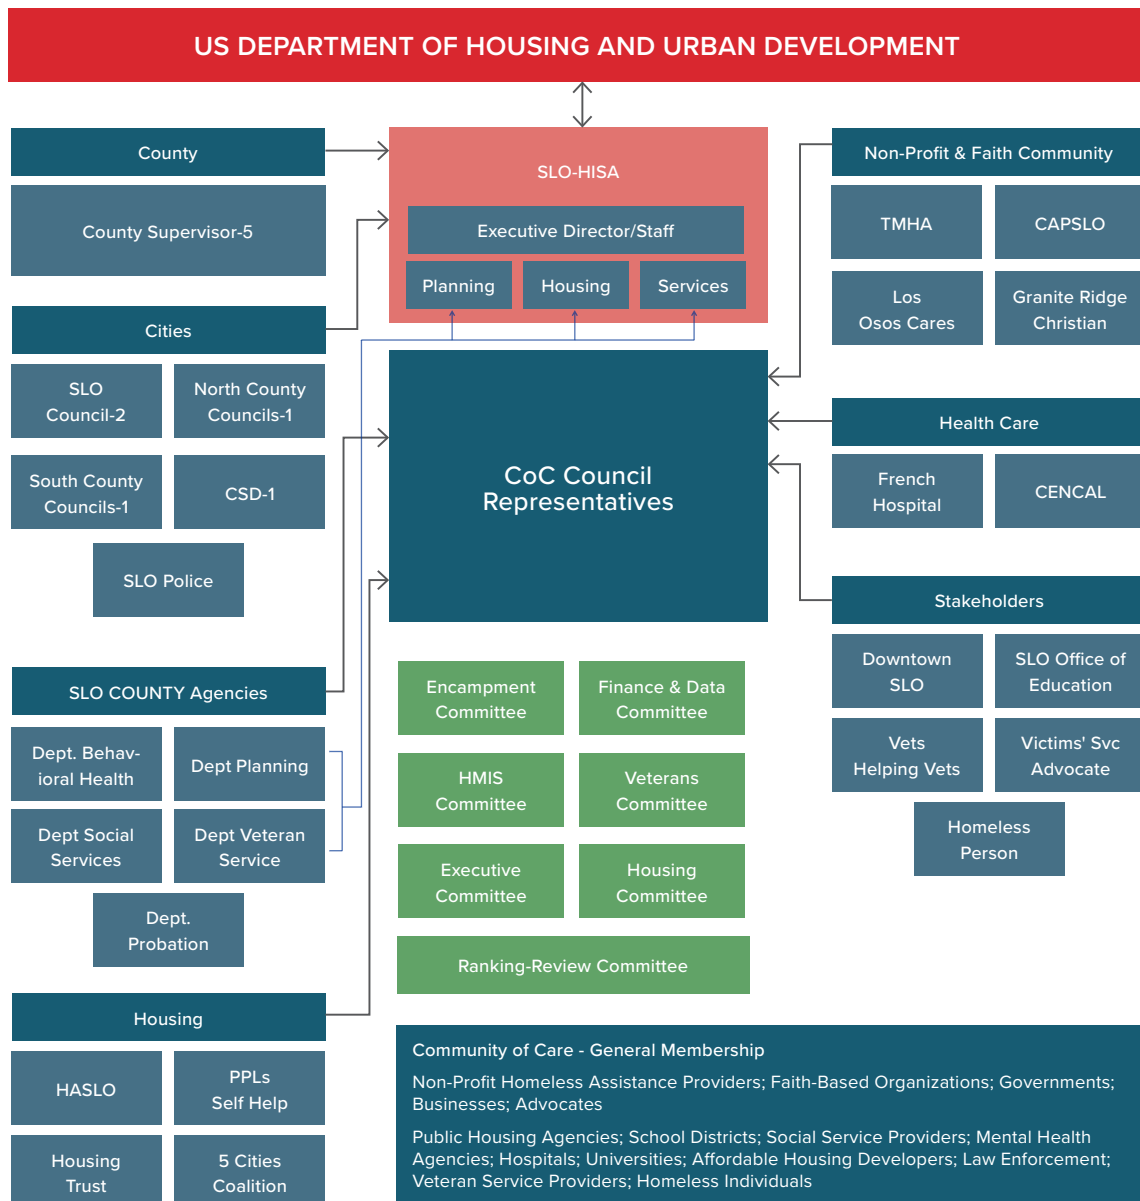 US DEPARTMENT OF HOUSING AND URBAN DEVELOPMENT
County
County Supervisor-5
Cities
SLO
Council-2
North County
Councils-1
South County
Councils-1
CSD-1
SLO Police
SLO COUNTY Agencies
Dept. Behav-
ioral Health
Dept Planning
Dept Social
Services
Dept Veteran
Service
Dept.
Probation
Housing
HASLO
PPLs
Self Help
Housing
Trust
5 Cities
Coalition
SLO-HISA
Executive Director/Staff
Planning
Housing
Services
CoC Council
Representatives
Encampment
Committee
Finance & Data
Committee
HMIS
Committee
Veterans
Committee
Executive
Committee
Housing
Committee
Ranking-Review Committee
Community of Care - General Membership
Non-Profit Homeless Assistance Providers; Faith-Based Organizations; Governments;
Businesses; Advocates
Public Housing Agencies; School Districts; Social Service Providers; Mental Health
Agencies; Hospitals; Universities; Affordable Housing Developers; Law Enforcement;
Veteran Service Providers; Homeless Individuals
Non-Profit & Faith Community
TMHA
CAPSLO
Los
Osos Cares
Granite Ridge
Christian
Health Care
French
Hospital
CENCAL
Stakeholders
Downtown
SLO
SLO Office of
Education
Vets
Helping Vets
Victims' Svc
Advocate
Homeless
Person